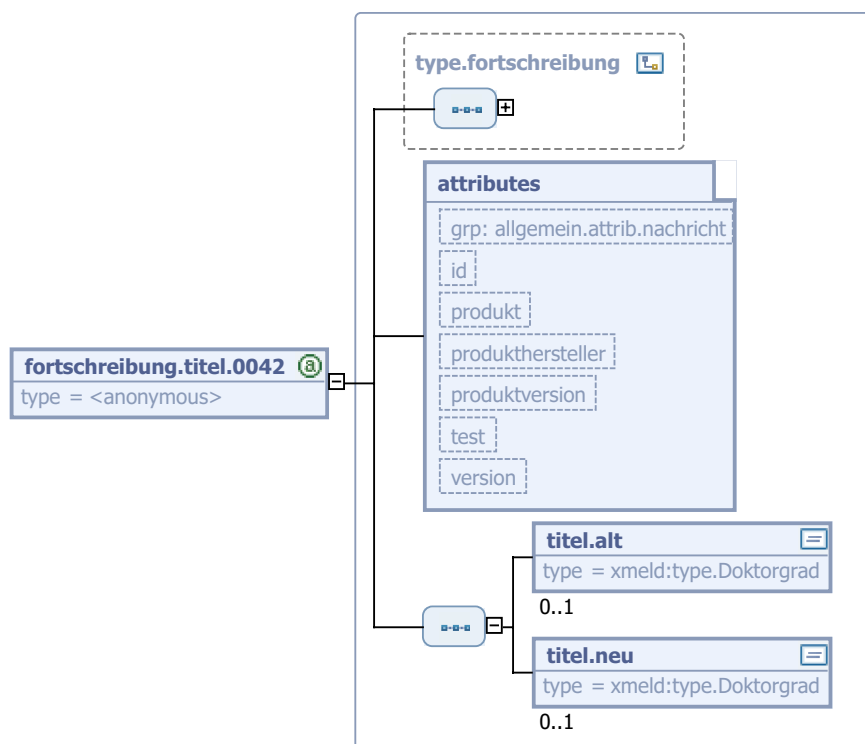 type.fortschreibung
attributes
grp: allgemein.attrib.nachricht
id
produkt
produkthersteller
produktversion
test
version
fortschreibung.titel.0042 @
type = <anonymous>
titel.alt
type = xmeld:type.Doktorgrad
0..1
titel.neu
type = xmeld:type.Doktorgrad
0..1